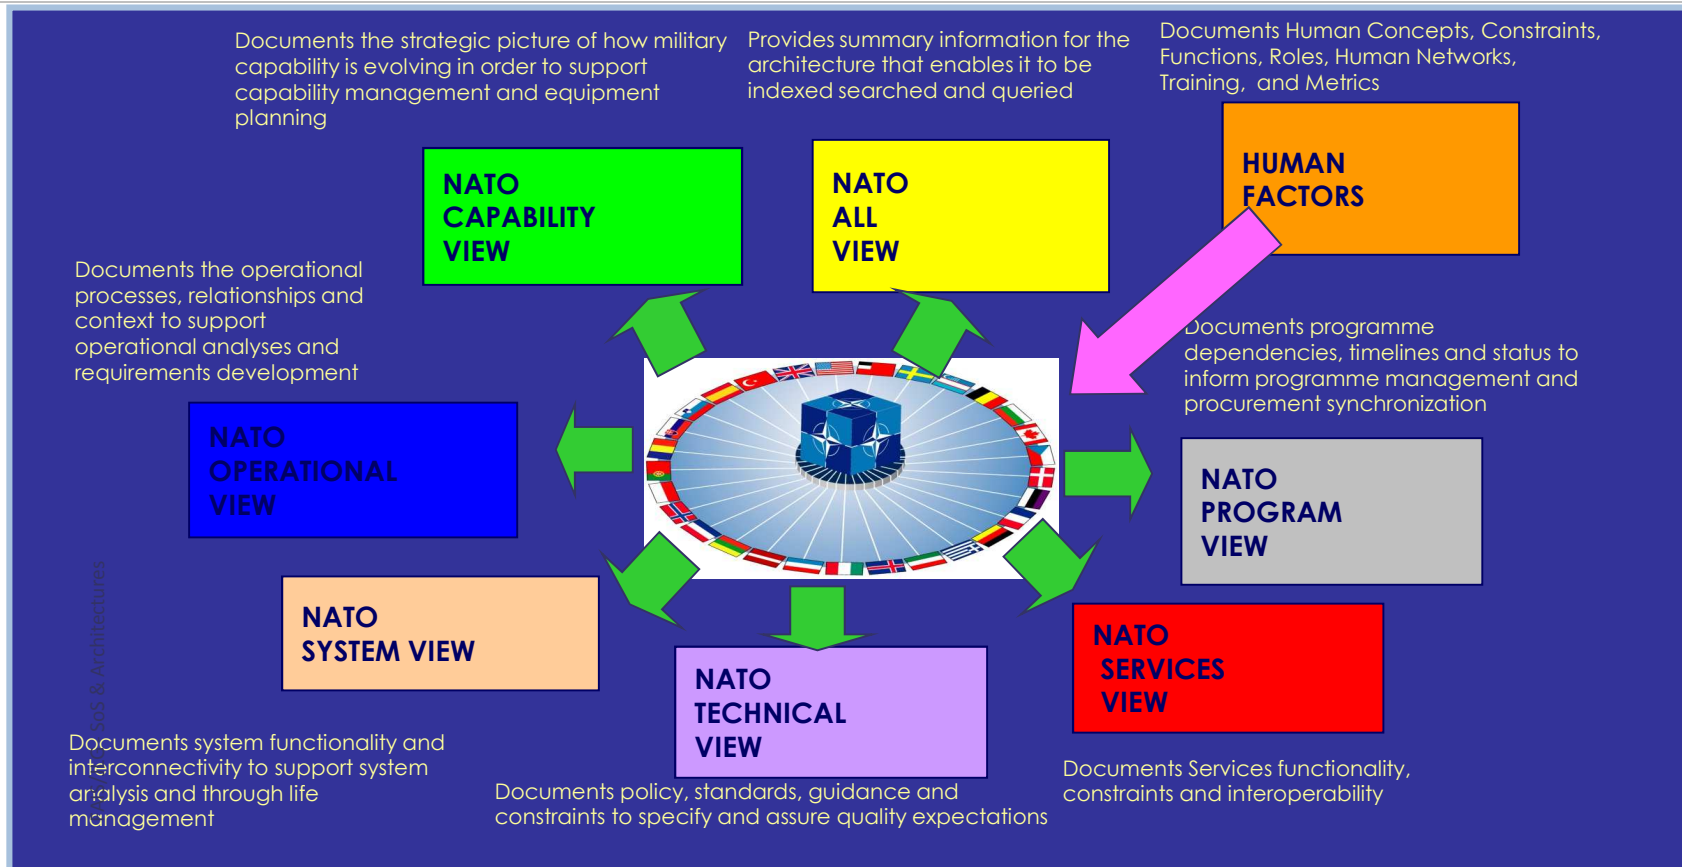 Documents the strategic picture of how military
capability is evolving in order to support
capability management and equipment
planning
Provides summary information for the
architecture that enables it to be
indexed searched and queried
Documents Human Concepts, Constraints,
Functions, Roles, Human Networks,
Training, and Metrics
NATO
CAPABILITY
VIEW
NATO
ALL
VIEW
HUMAN
FACTORS
Documents the operational
processes, relationships and
context to support
operational analyses and
requirements development
Documents programme
dependencies, timelines and status to
inform programme management and
procurement synchronization
NATO
OPERATIONAL
VIEW
NATO
PROGRAM
VIEW
NATO
SYSTEM VIEW
NATO
TECHNICAL
VIEW
NATO
SERVICES
VIEW
SoS & Architectures
Documents system functionality and
interconnectivity to support system
analysis and through life
management
Documents policy, standards, guidance and
constraints to specify and assure quality expectations
Documents Services functionality,
constraints and interoperability